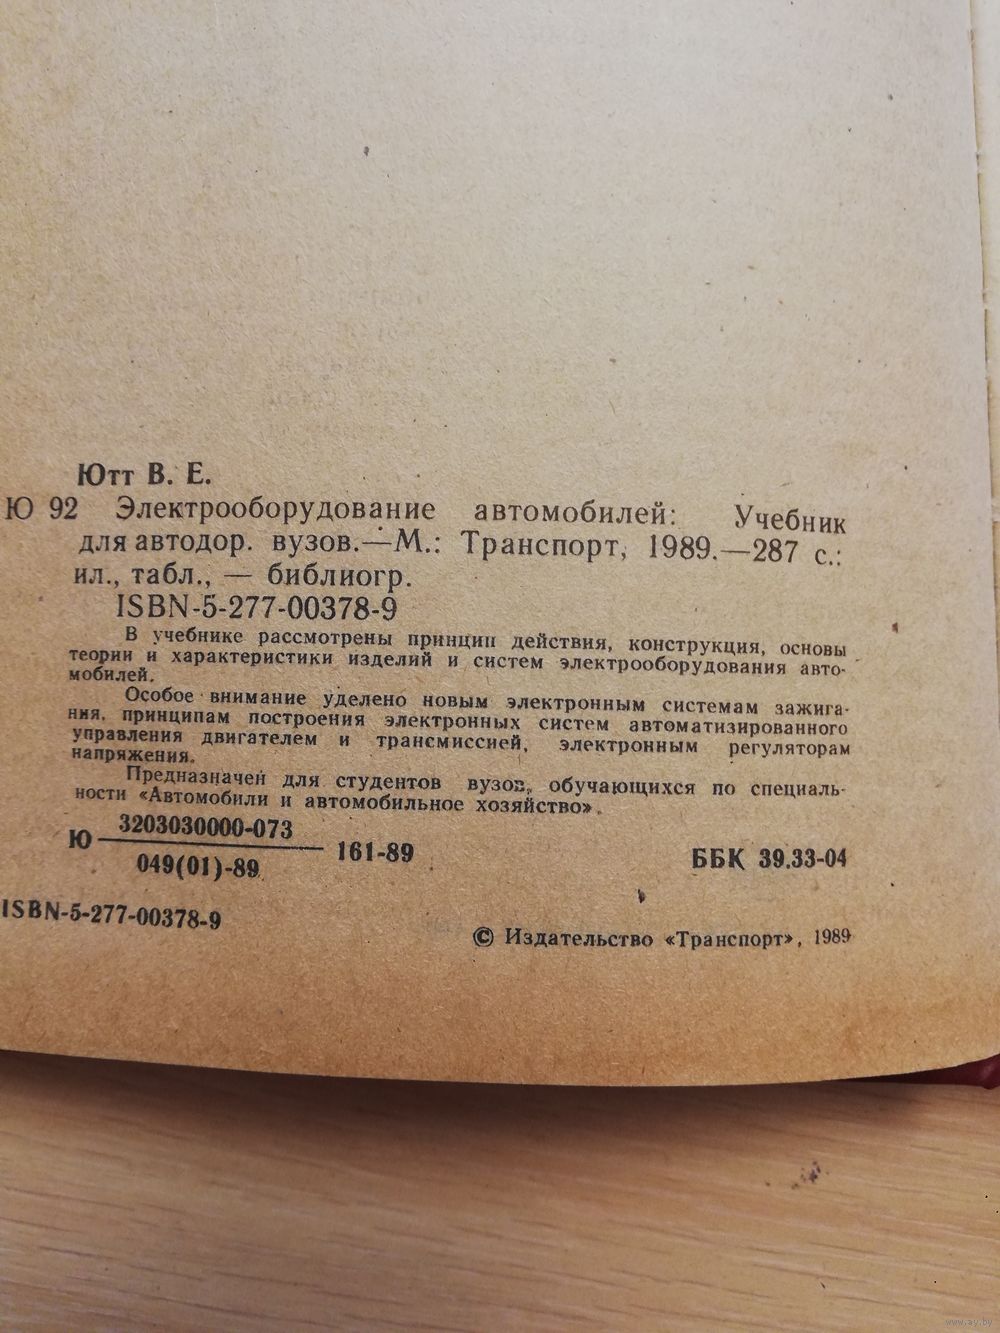 Ютт В. Е.
Ю 92 Электрооборудование автомобилей: Учебник
для автодор. вузов.—М.: Транспорт, 1989.—287 с.:
ил., табл., — библиогр.
ISBN-5-277-00378-9
В учебнике рассмотрены принцип действия, конструкция, основы
теории и характеристики изделий и систем электрооборудования авто-
мобилей.
Особое внимание уделено новым электронным системам зажига-
ния, принципам построения электронных систем автоматизированного
управления двигателем и трансмиссией, электронным регуляторам
напряжения.
Предназначен для студентов вузов, обучающихся по специаль-
ности «Автомобили и автомобильное хозяйство».
Ю 3203030000-073
049(01)-89 161-89
ББК 39.33-04
ISBN-5-277-00378-9
© Издательство «Транспорт», 1989
www.ay.by